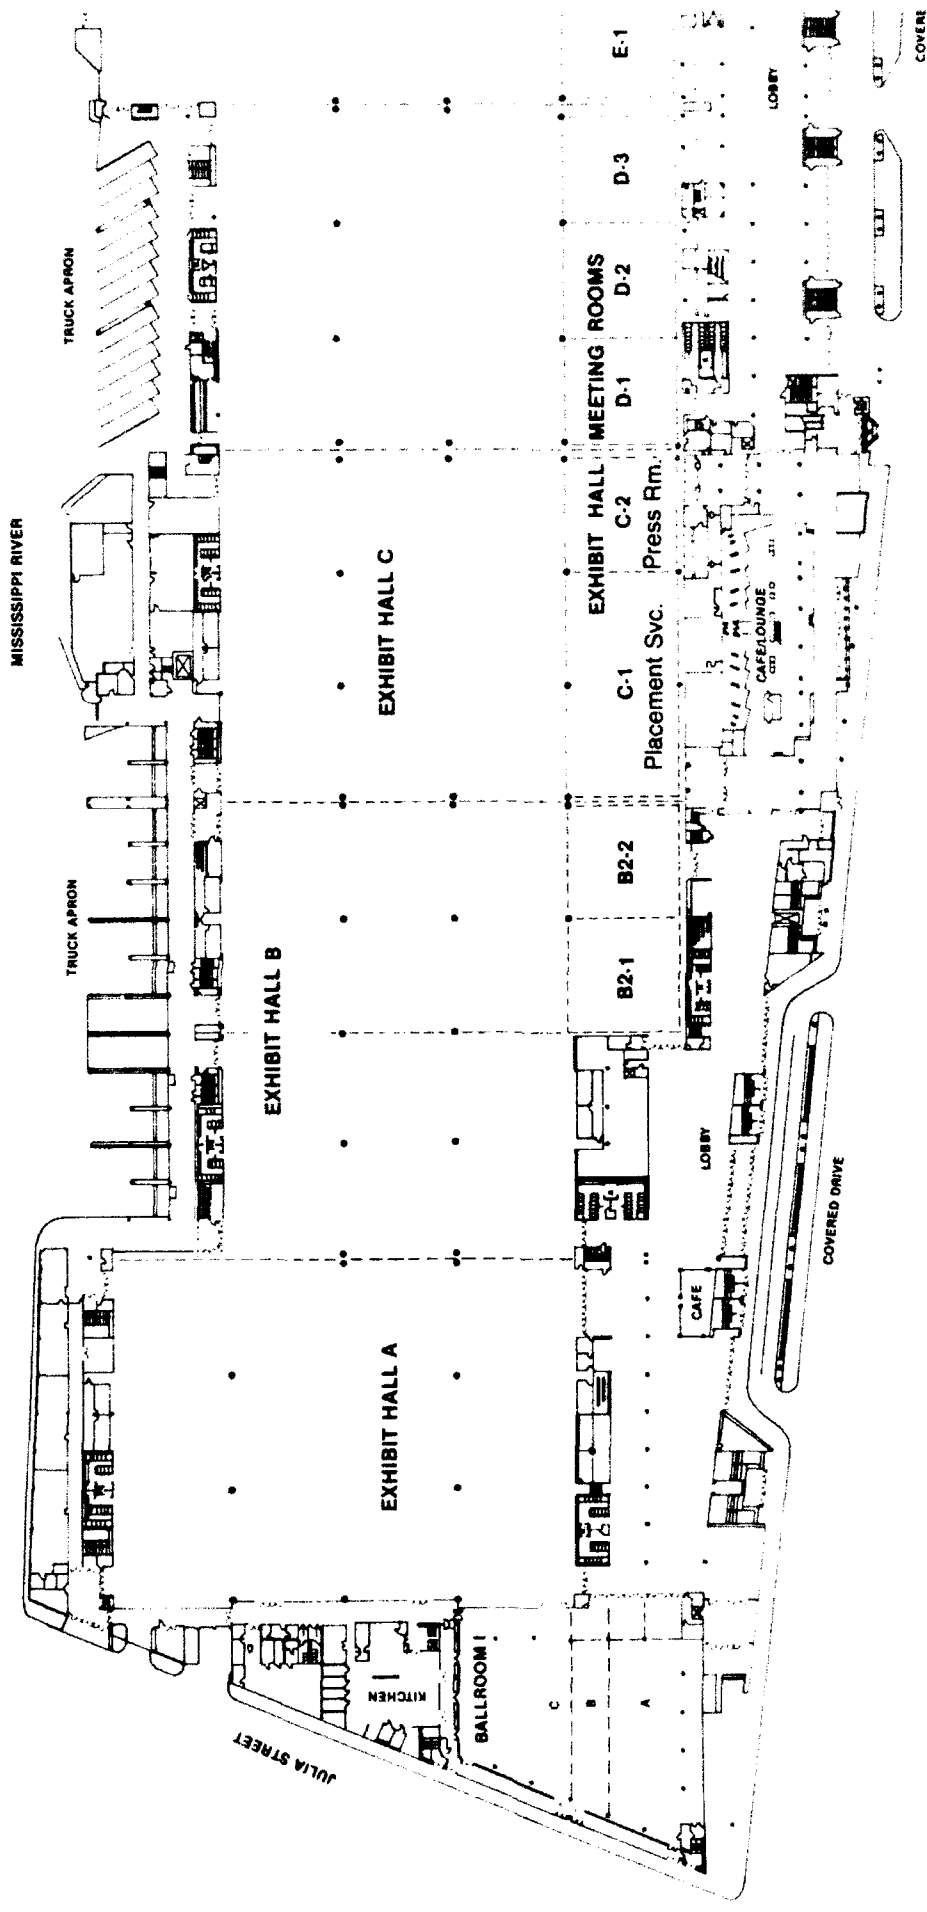 MISSISSIPPI RIVER
TRUCK APRON
TRUCK APRON
EXHIBIT HALL A
EXHIBIT HALL B
EXHIBIT HALL C
EXHIBIT HALL MEETING ROOMS
B2-1
B2-2
C-1
C-2
D-1
D-2
D-3
E-1
Placement Svc.
Press Rm.
CAFE/LOUNGE
LOBBY
LOBBY
CAFE
COVERED DRIVE
COVERE
JULIA STREET
KITCHEN
BALLROOM I
C
B
A